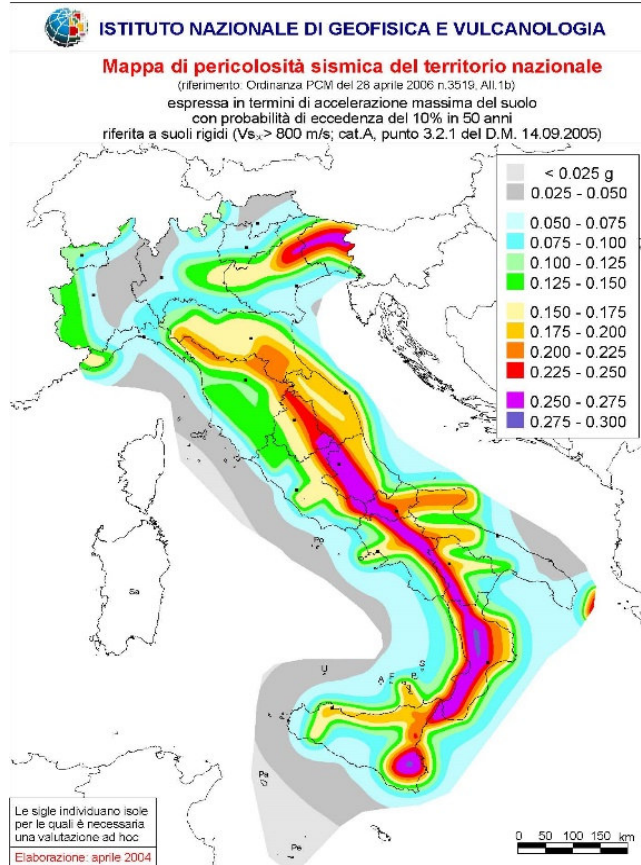 ISTITUTO NAZIONALE DI GEOFISICA E VULCANOLOGIA
Mappa di pericolosità sismica del territorio nazionale
(riferimento: Ordinanza PCM del 28 aprile 2006 n.3519, All.1b)
espressa in termini di accelerazione massima del suolo
con probabilità di eccedenza del 10% in 50 anni
riferita a suoli rigidi (Vs₃₀> 800 m/s; cat.A, punto 3.2.1 del D.M. 14.09.2005)
< 0.025 g
0.025 - 0.050
0.050 - 0.075
0.075 - 0.100
0.100 - 0.125
0.125 - 0.150
0.150 - 0.175
0.175 - 0.200
0.200 - 0.225
0.225 - 0.250
0.250 - 0.275
0.275 - 0.300
Po
Sa
U
A
F
P
S
Pa
Pe
Le sigle individuano isole
per le quali è necessaria
una valutazione ad hoc
Elaborazione: aprile 2004
0 50 100 150 km